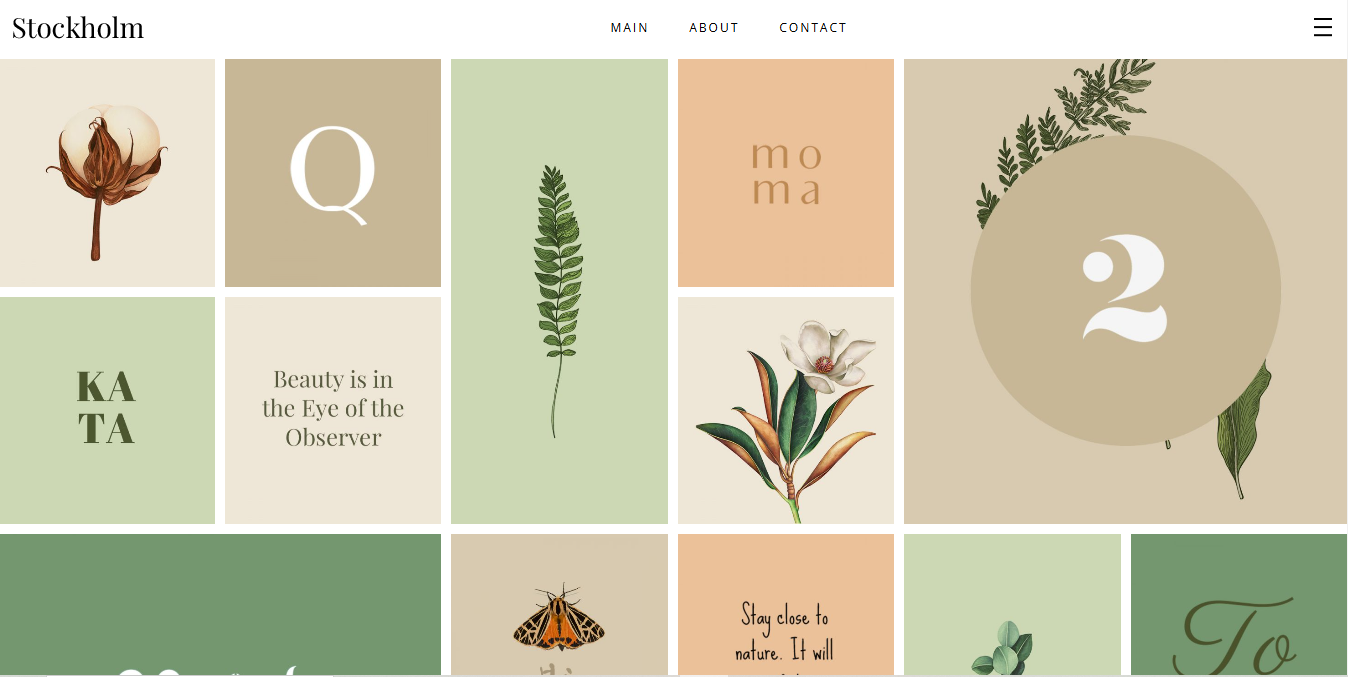 Stockholm
MAIN ABOUT CONTACT
Q
mo
ma
2
KA
TA
Beauty is in
the Eye of the
Observer
Stay close to
nature. It will
To